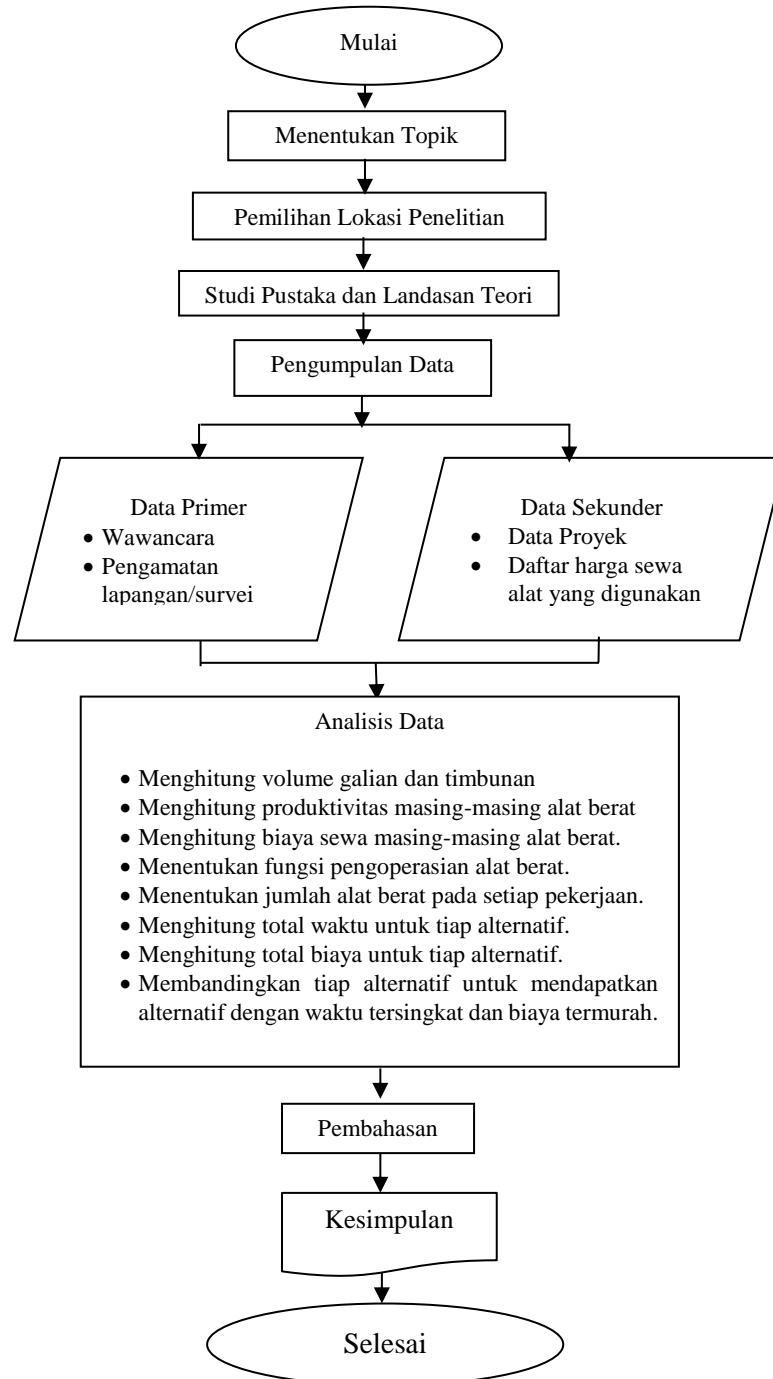 Mulai
Menentukan Topik
Pemilihan Lokasi Penelitian
Studi Pustaka dan Landasan Teori
Pengumpulan Data
Data Primer
• Wawancara
• Pengamatan
lapangan/survei
Data Sekunder
• Data Proyek
• Daftar harga sewa
alat yang digunakan
Analisis Data
• Menghitung volume galian dan timbunan
• Menghitung produktivitas masing-masing alat berat
• Menghitung biaya sewa masing-masing alat berat.
• Menentukan fungsi pengoperasian alat berat.
• Menentukan jumlah alat berat pada setiap pekerjaan.
• Menghitung total waktu untuk tiap alternatif.
• Menghitung total biaya untuk tiap alternatif.
• Membandingkan tiap alternatif untuk mendapatkan
alternatif dengan waktu tersingkat dan biaya termurah.
Pembahasan
Kesimpulan
Selesai